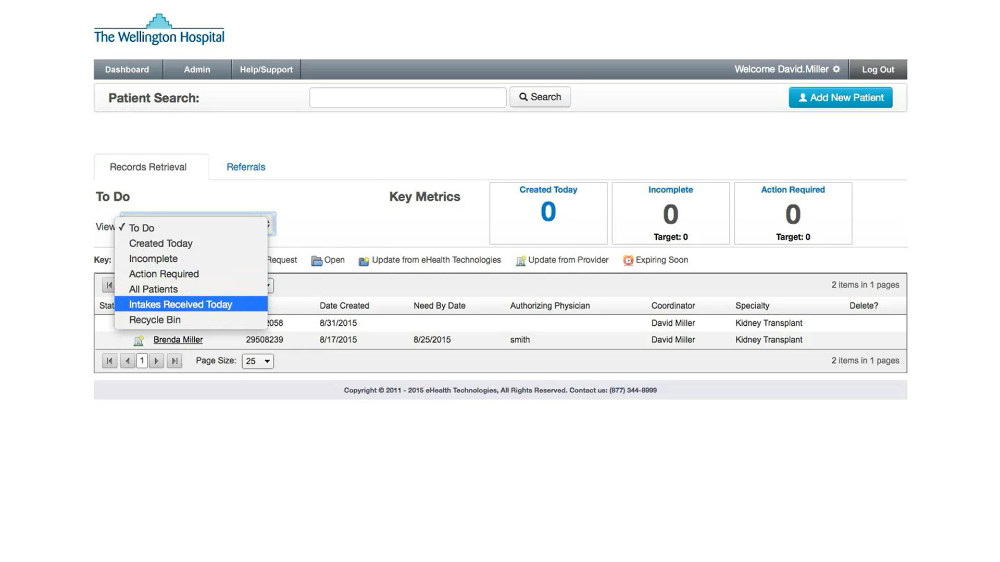 The Wellington Hospital
Dashboard Admin Help/Support Welcome David.Miller Log Out
Patient Search: Search Add New Patient
Records Retrieval Referrals
To Do Key Metrics
Created Today Incomplete Action Required
0 0 0
Target: 0 Target: 0
View
✓ To Do
Created Today
Incomplete
Action Required
All Patients
Intakes Received Today
Recycle Bin
Key: Request Open Update from eHealth Technologies Update from Provider Expiring Soon
2 items in 1 pages
Date Created Need By Date Authorizing Physician Coordinator Specialty Delete?
8/31/2015 David Miller Kidney Transplant
Brenda Miller 29508239 8/17/2015 8/25/2015 smith David Miller Kidney Transplant
1 Page Size: 25 2 items in 1 pages
Copyright © 2011 - 2015 eHealth Technologies, All Rights Reserved. Contact us: (877) 344-8999